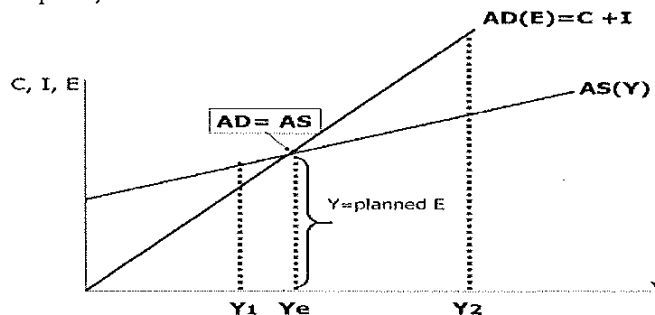 AD(E)=C +I
C, I, E
AS(Y)
AD= AS
Y=planned E
Y1 Ye Y2